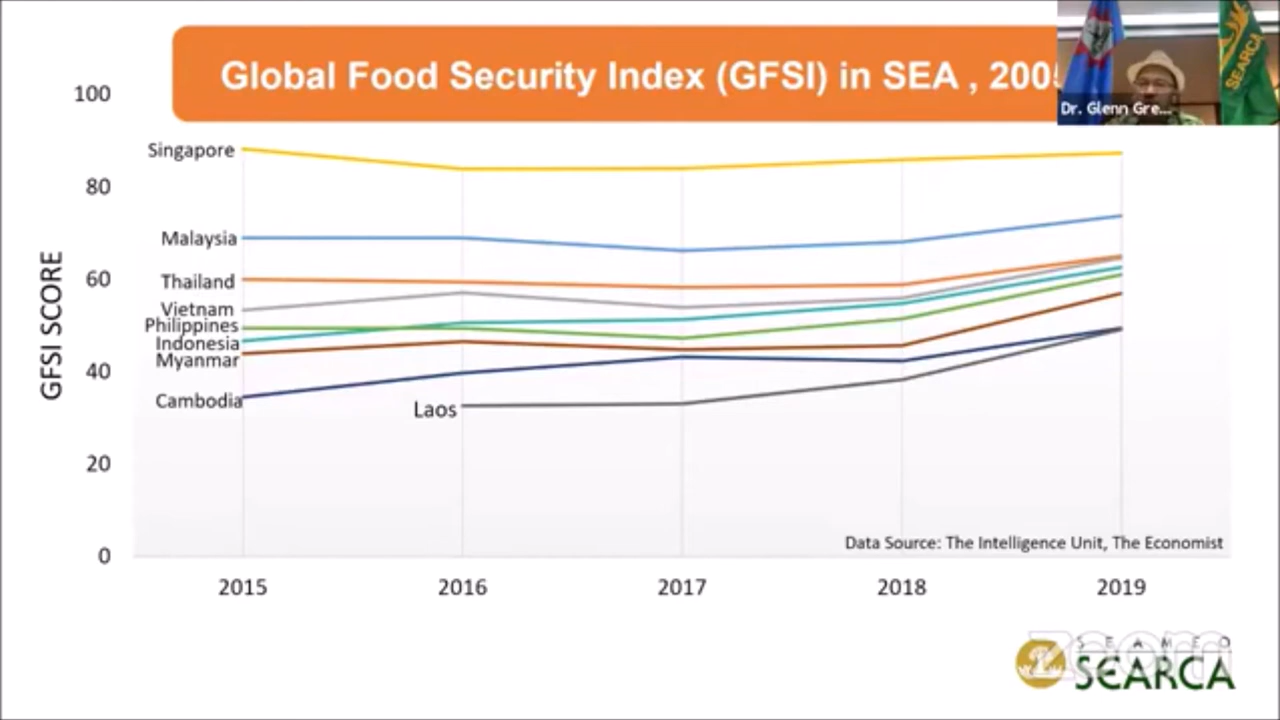 Global Food Security Index (GFSI) in SEA , 2005
Dr. Glenn Gre...
SEARCA
100
80
60
40
20
0
GFSI SCORE
Singapore
Malaysia
Thailand
Vietnam
Philippines
Indonesia
Myanmar
Cambodia
Laos
Data Source: The Intelligence Unit, The Economist
2015
2016
2017
2018
2019
zoom
S E A M E O
SEARCA